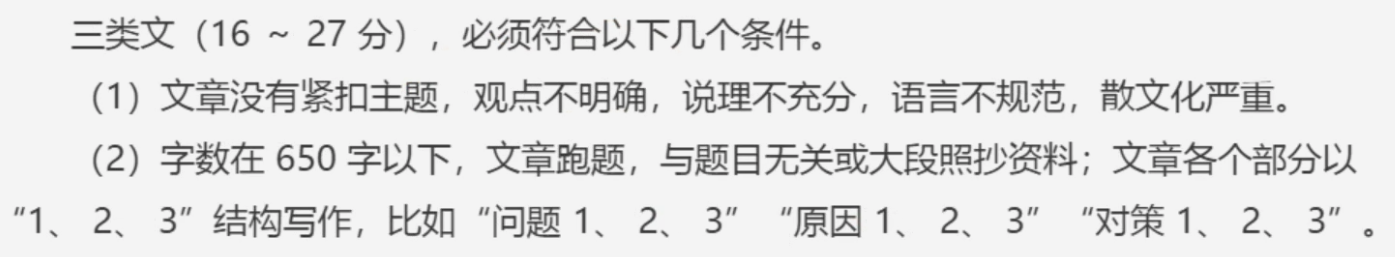 三类文（16 ~ 27 分），必须符合以下几个条件。
（1）文章没有紧扣主题，观点不明确，说理不充分，语言不规范，散文化严重。
（2）字数在 650 字以下，文章跑题，与题目无关或大段照抄资料；文章各个部分以
“1、 2、 3”结构写作，比如“问题 1、 2、 3” “原因 1、 2、 3” “对策 1、 2、 3” 。